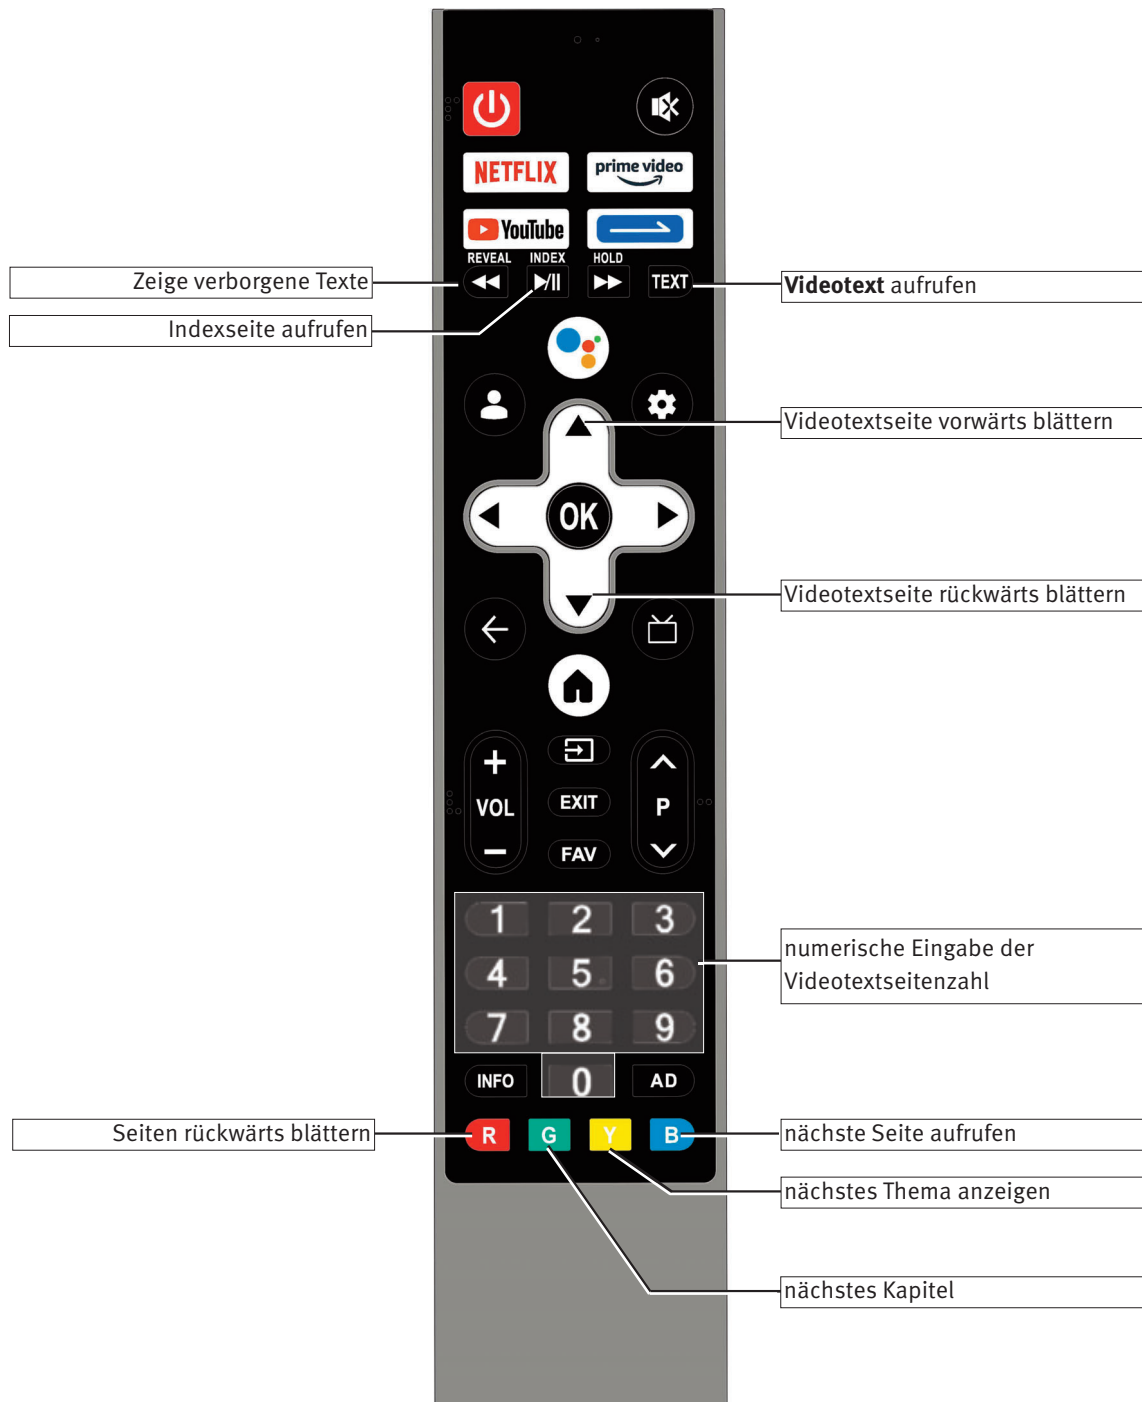 NETFLIX
prime video
YouTube
REVEAL INDEX HOLD
TEXT
Zeige verborgene Texte
Videotext aufrufen
Indexseite aufrufen
Videotextseite vorwärts blättern
OK
Videotextseite rückwärts blättern
+
VOL
−
P
EXIT
FAV
1 2 3
4 5 6
7 8 9
numerische Eingabe der
Videotextseitenzahl
INFO 0 AD
Seiten rückwärts blättern
R G Y B
nächste Seite aufrufen
nächstes Thema anzeigen
nächstes Kapitel